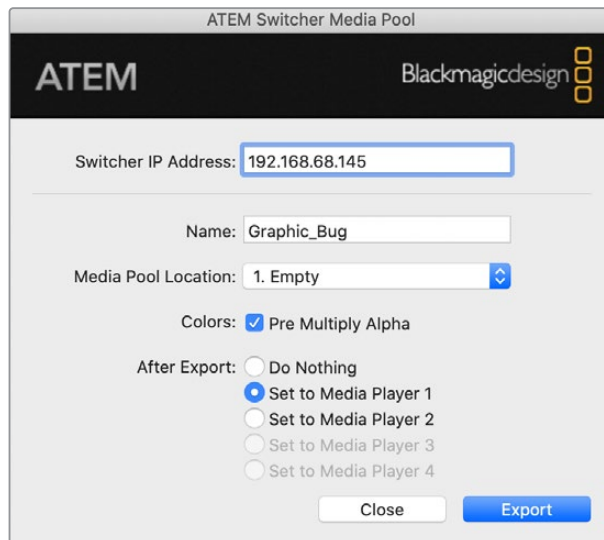 ATEM Switcher Media Pool
ATEM
Blackmagicdesign
Switcher IP Address: 192.168.68.145
Name: Graphic_Bug
Media Pool Location: 1. Empty
Colors: Pre Multiply Alpha
After Export: Do Nothing
Set to Media Player 1
Set to Media Player 2
Set to Media Player 3
Set to Media Player 4
Close Export